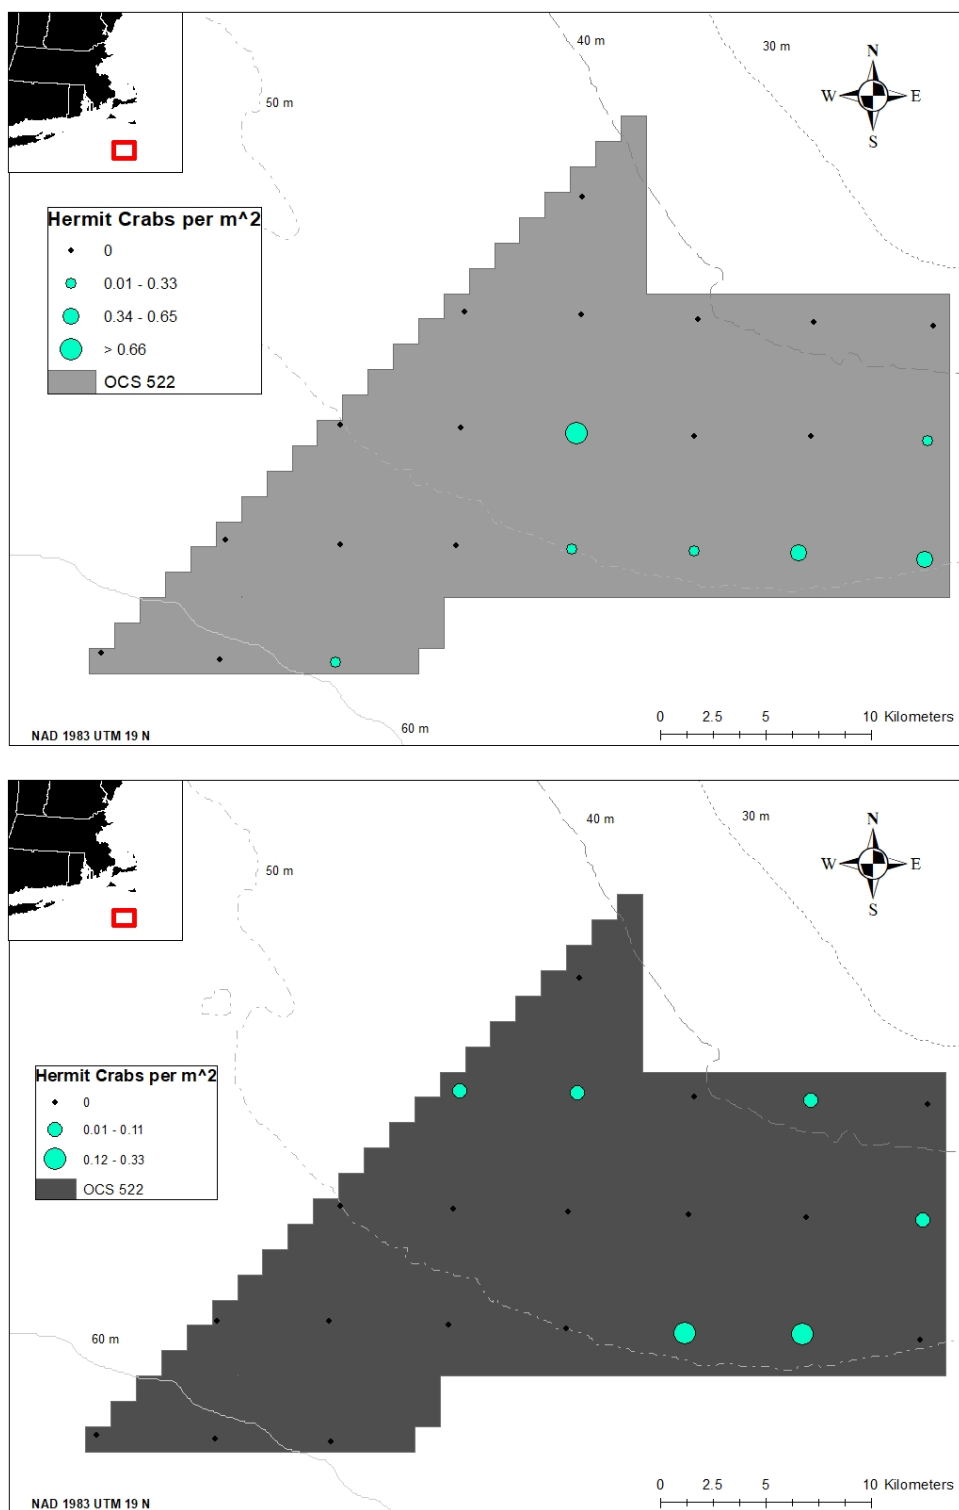 40 m
30 m
N
50 m
W E
S
Hermit Crabs per m^2
0
0.01 - 0.33
0.34 - 0.65
> 0.66
OCS 522
0 2.5 5 10 Kilometers
60 m
NAD 1983 UTM 19 N
40 m
30 m
N
W E
50 m
S
Hermit Crabs per m^2
0
0.01 - 0.11
0.12 - 0.33
OCS 522
60 m
0 2.5 5 10 Kilometers
NAD 1983 UTM 19 N